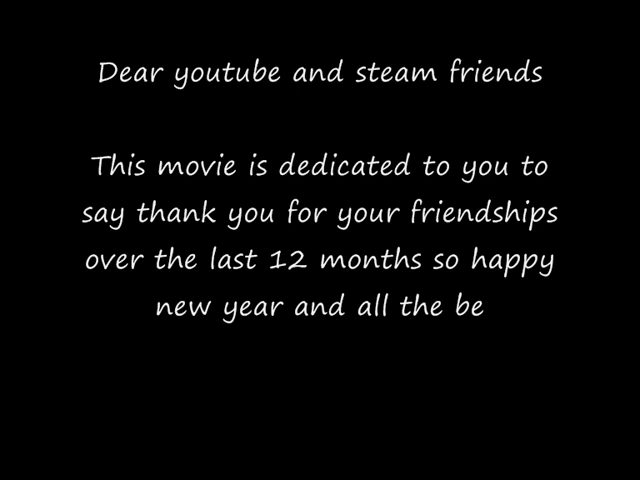 Dear youtube and steam friends
This movie is dedicated to you to
say thank you for your friendships
over the last 12 months so happy
new year and all the be